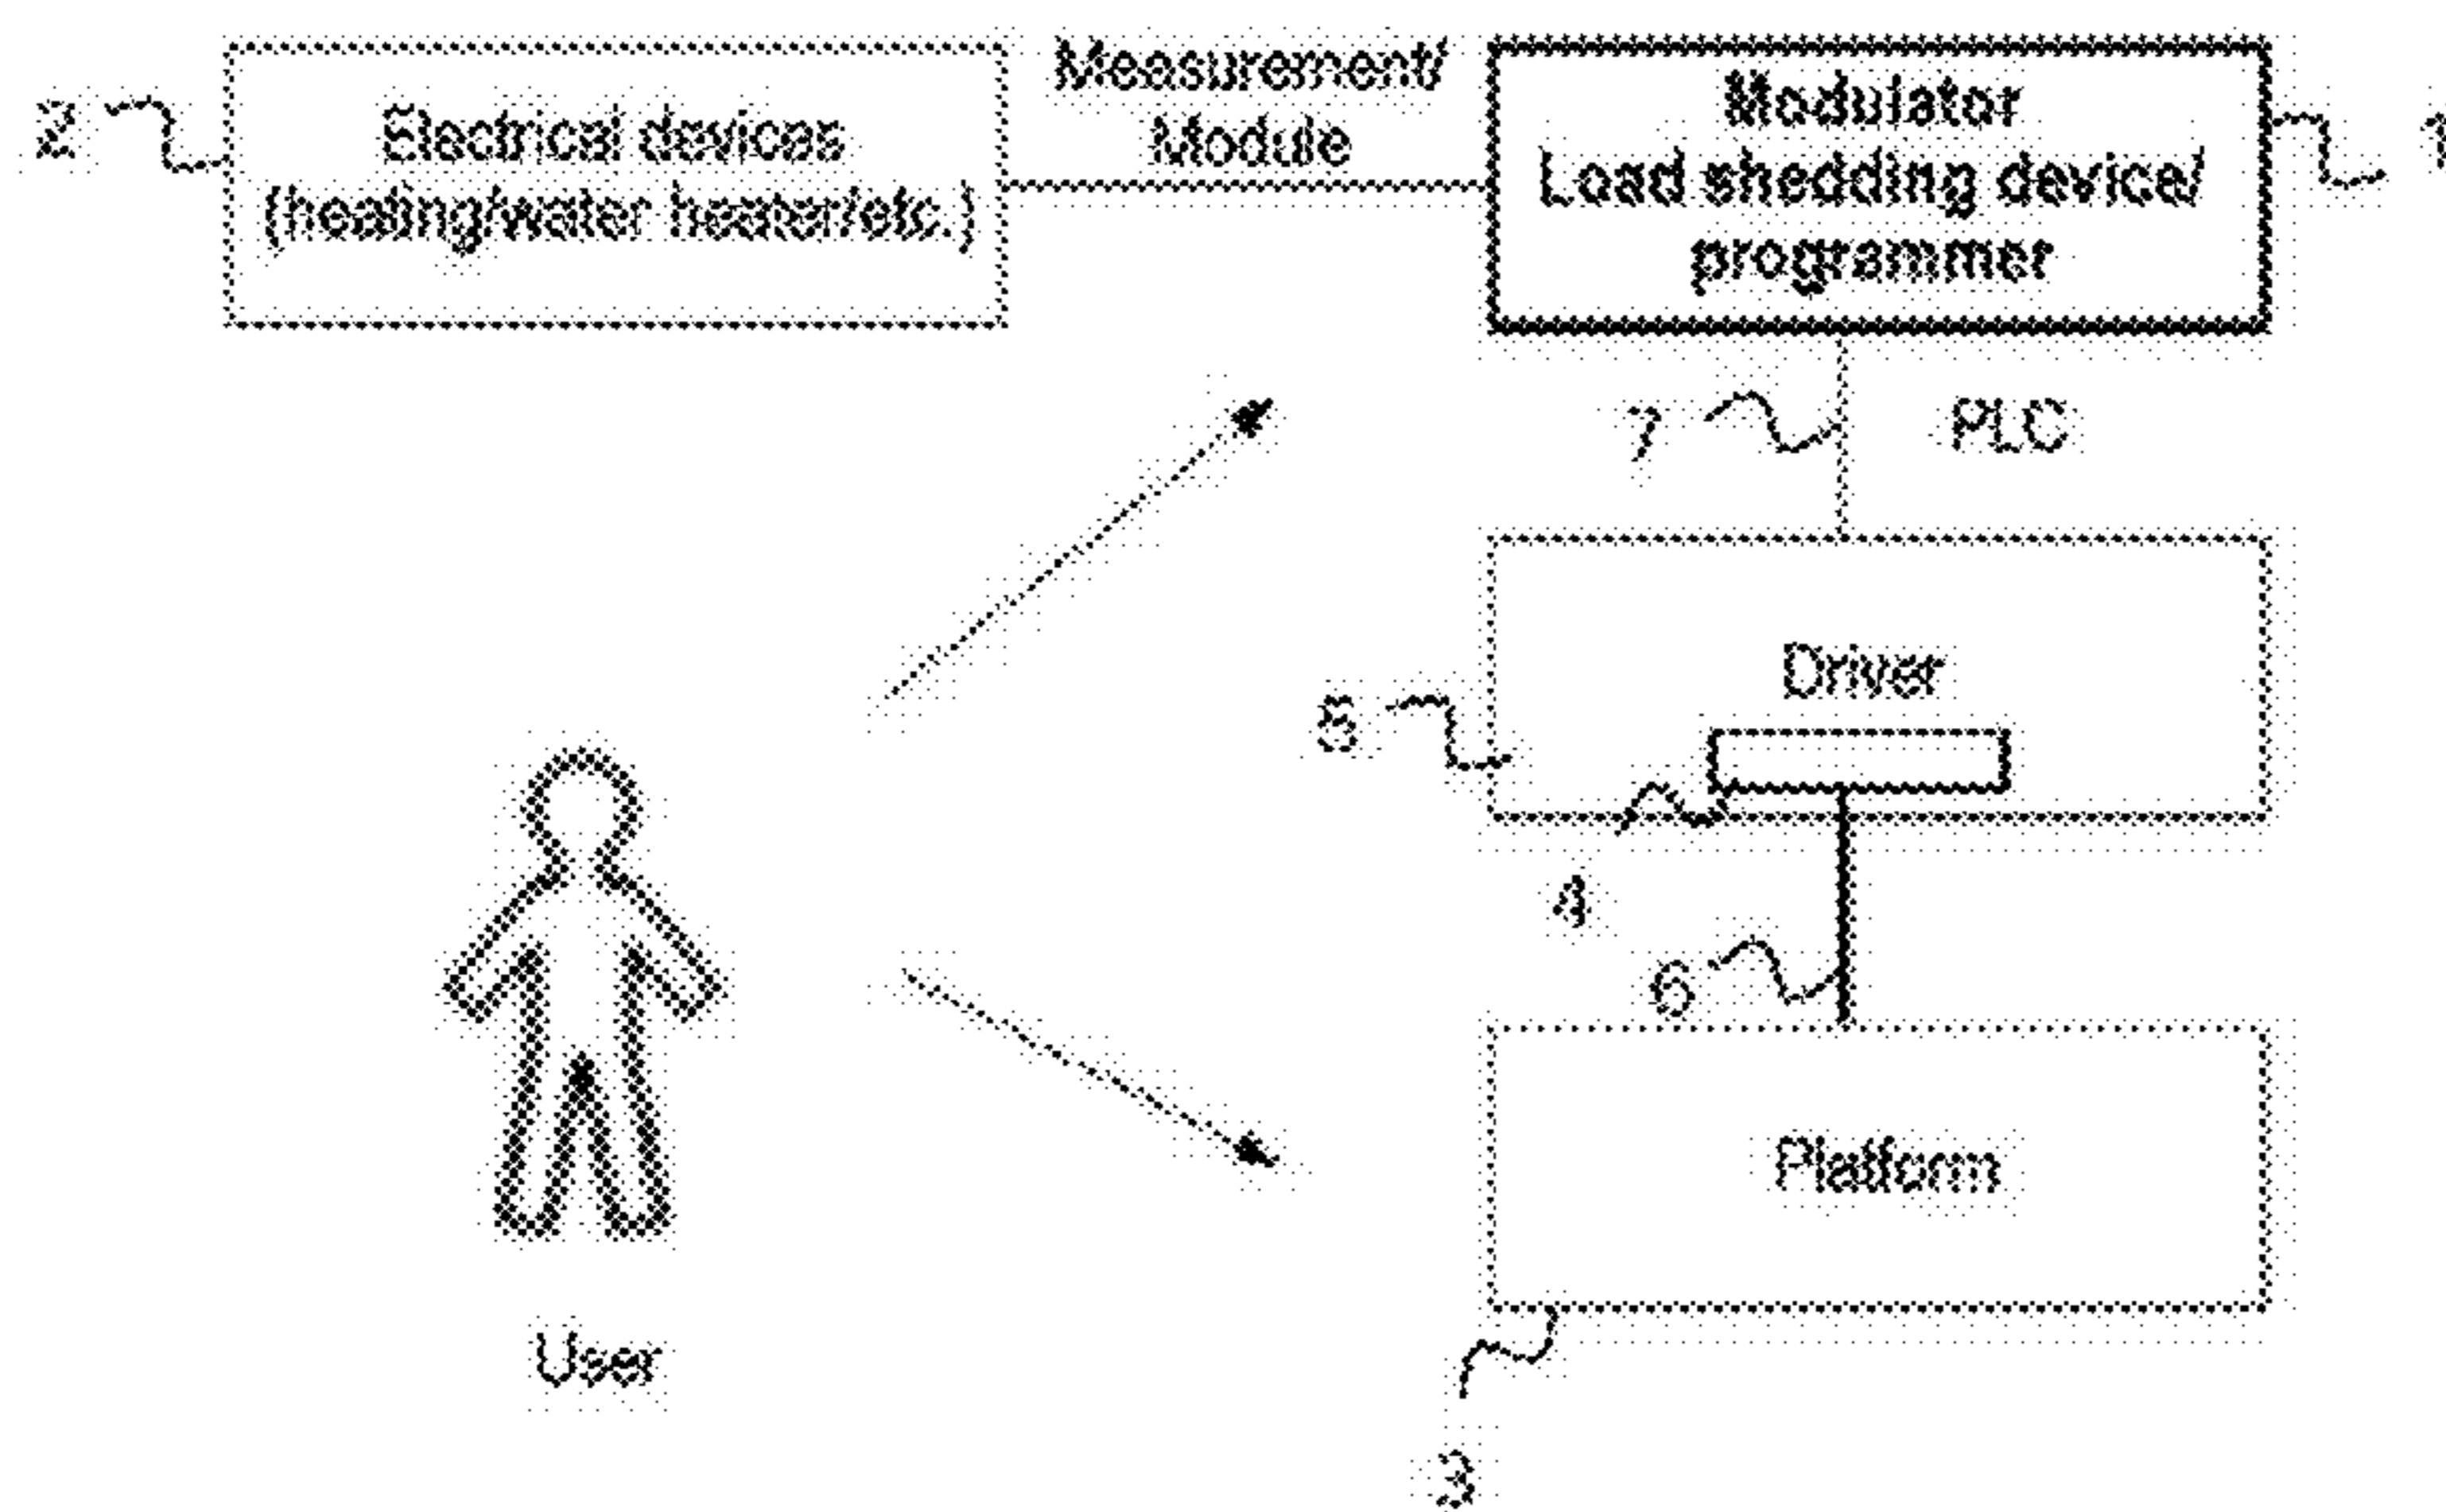 2
Electrical devices
(heating/water heater/etc.)
Measurement/
Module
Modulator
Load shedding device/
programmer
1
7
PLC
Driver
5
4
6
Platform
User
3